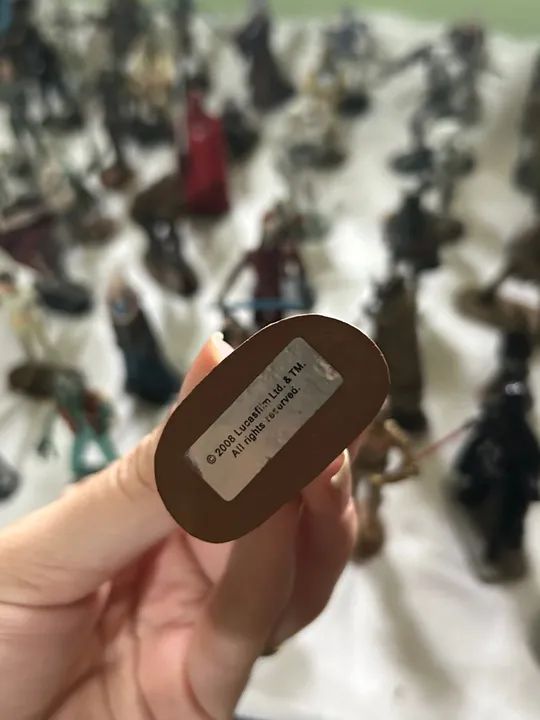 © 2008 Lucasfilm Ltd. & TM.
All rights reserved.